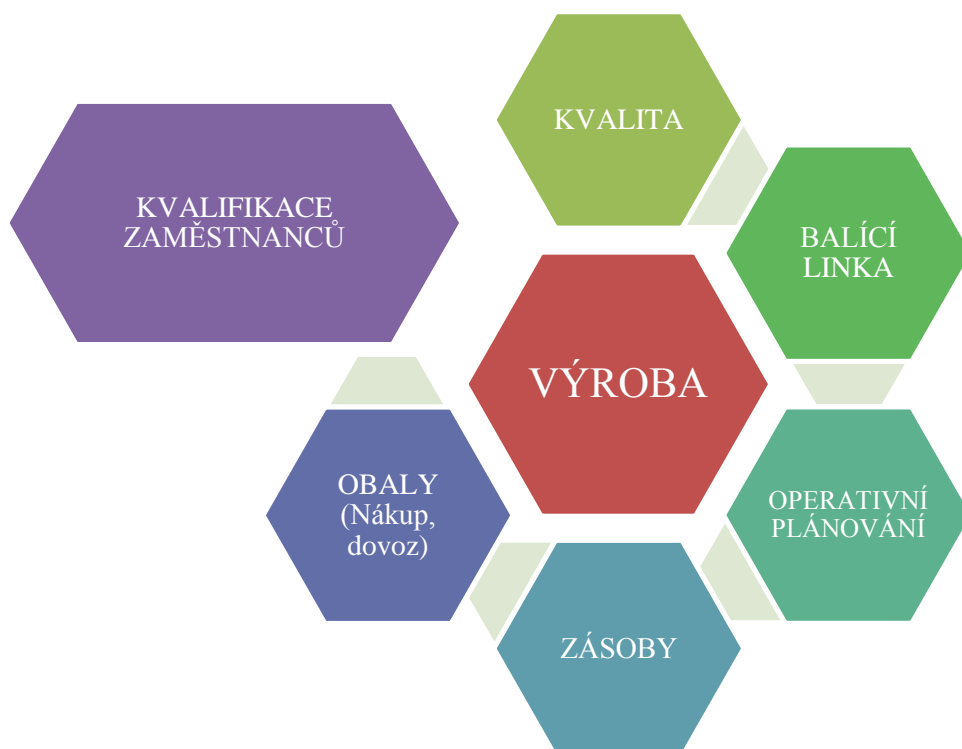 KVALITA
KVALIFIKACE
ZAMĚSTNANCŮ
BALÍCÍ
LINKA
VÝROBA
OBALY
(Nákup,
dovoz)
OPERATIVNÍ
PLÁNOVÁNÍ
ZÁSOBY